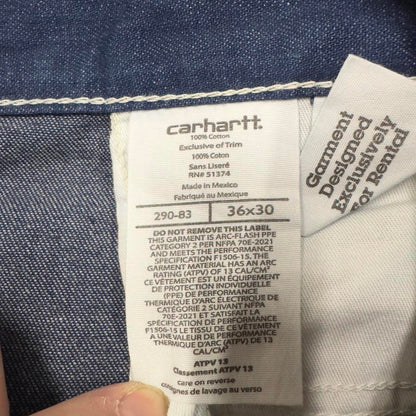 carhartt.
100% Cotton
Exclusive of Trim
100% Coton
Sans Liseré
RN# 51374
Made in Mexico
Fabriqué au Mexique
290-83
36x30
DO NOT REMOVE THIS LABEL
THIS GARMENT IS ARC-FLASH PPE
CATEGORY 2 PER NFPA 70E-2021
AND MEETS THE PERFORMANCE
SPECIFICATION F1506-15. THE
GARMENT MATERIAL HAS AN ARC
RATING (ATPV) OF 13 CAL/CM²
CE VÊTEMENT EST UN ÉQUIPEMENT
DE PROTECTION INDIVIDUELLE
(PPE) DE PERFORMANCE
THERMIQUE D'ARC ÉLECTRIQUE DE
CATÉGORIE 2 SUIVANT NFPA
70E-2021 ET SATISFAIT LA
SPÉCIFICATION DE PERFORMANCE
F1506-15 LE TISSU DE CE VÊTEMENT
A UNE VALEUR DE PERFORMANCE
THERMIQUE D'ARC (ATPV) DE 13
CAL/CM²
ATPV 13
Classement ATPV 13
care on reverse
consignes de lavage au verso
Garment
Designed
Exclusively
For Rental